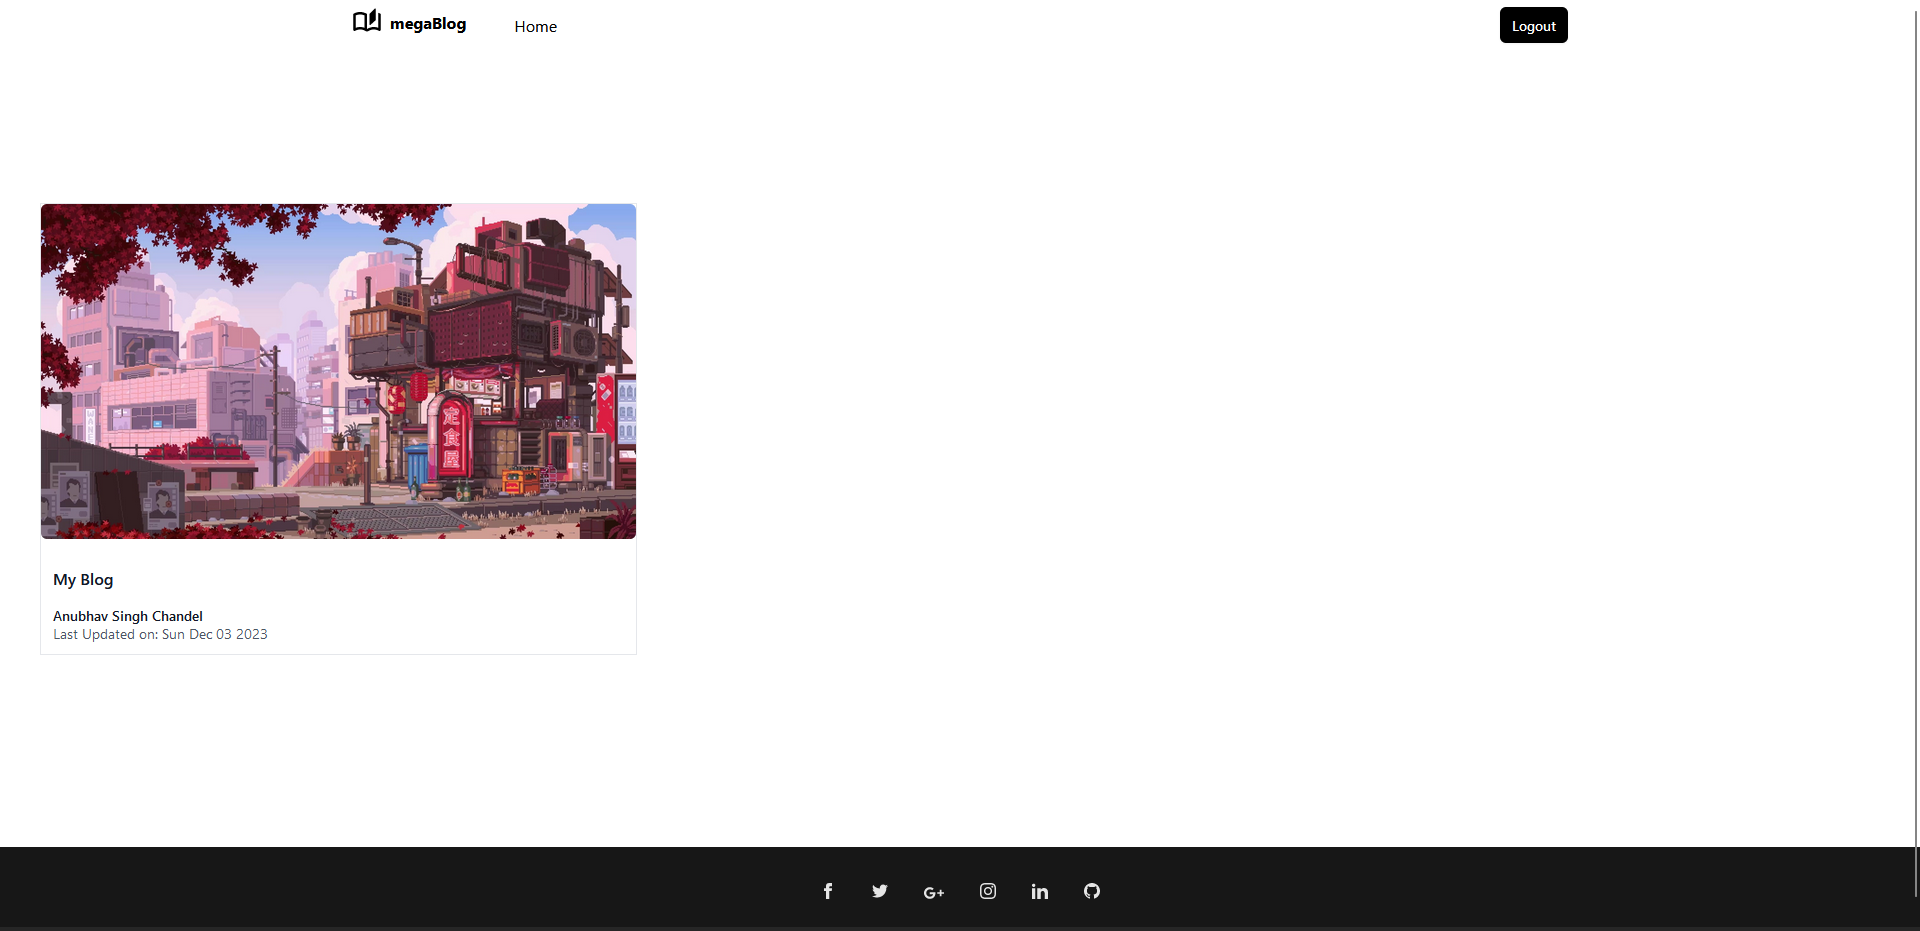 megaBlog
Home
Logout
定
食
屋
My Blog
Anubhav Singh Chandel
Last Updated on: Sun Dec 03 2023